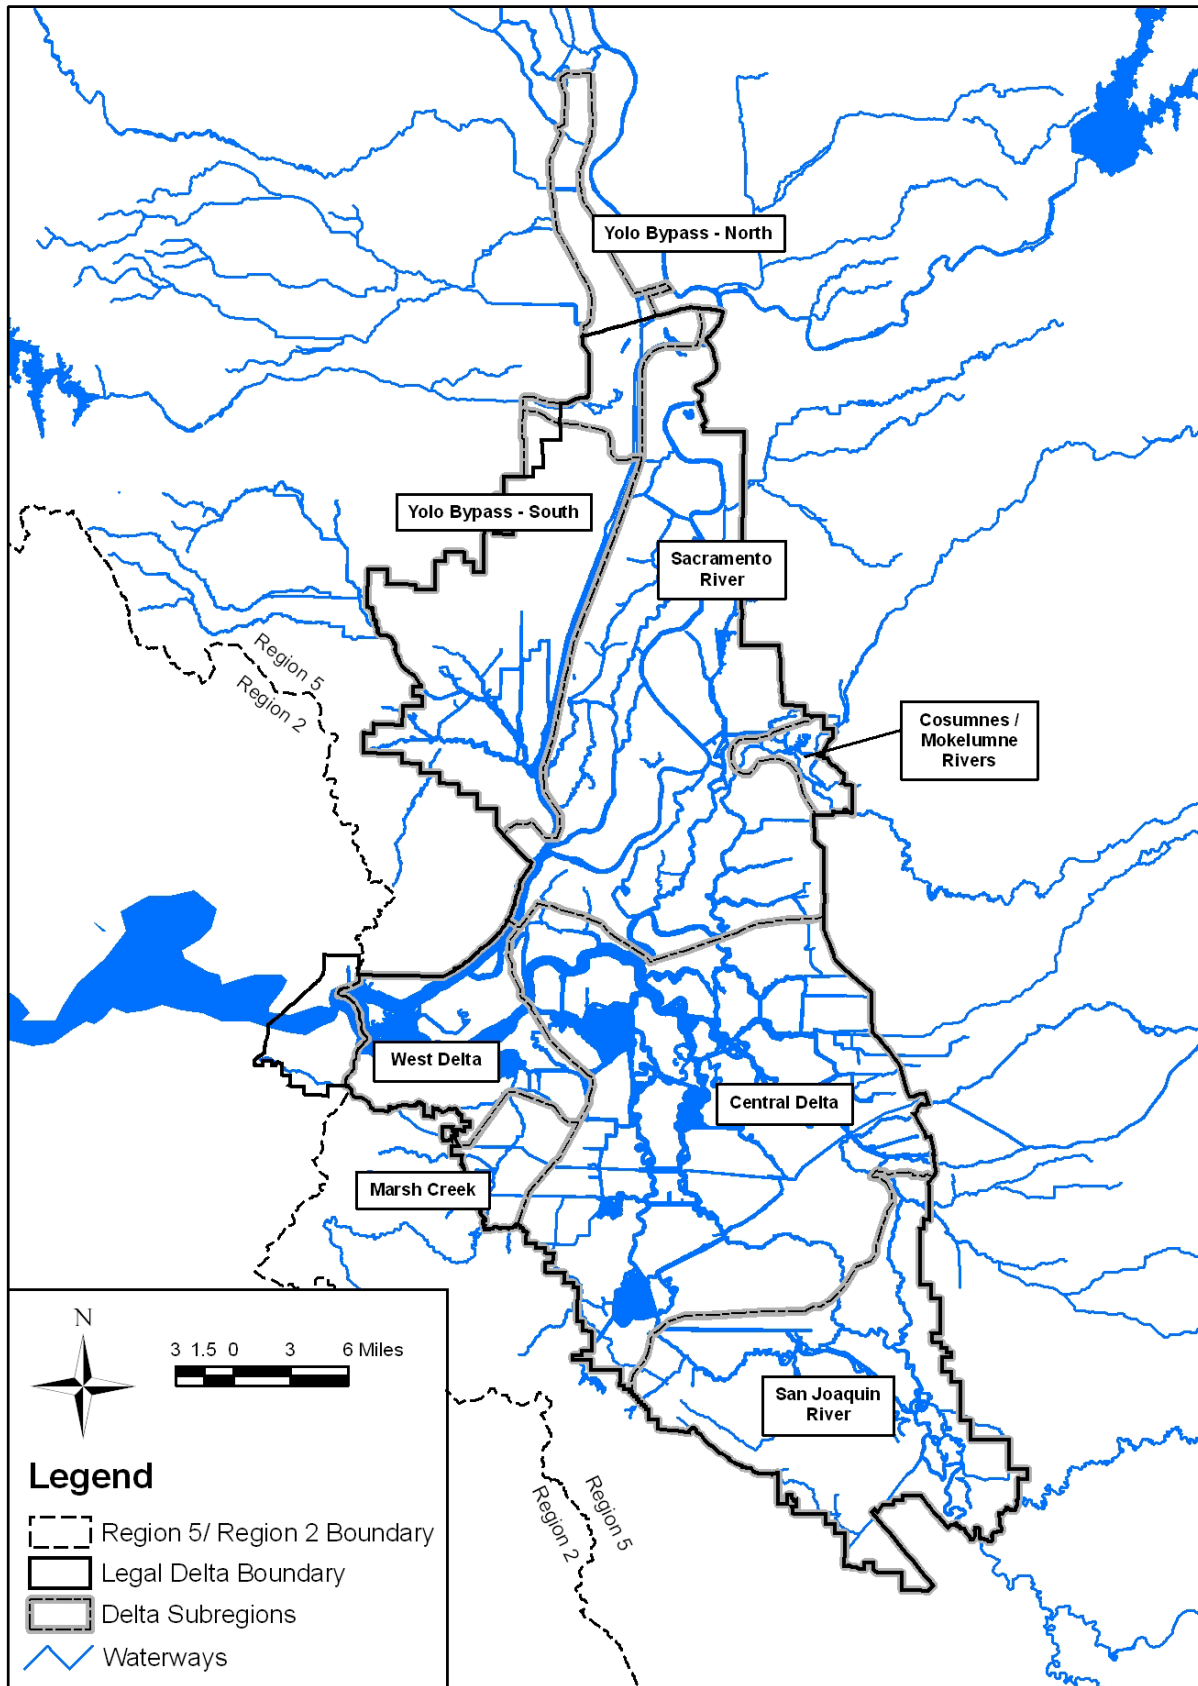 Yolo Bypass - North
Yolo Bypass - South
Sacramento
River
Region 5
Region 2
Cosumnes /
Mokelumne
Rivers
West Delta
Central Delta
Marsh Creek
San Joaquin
River
N
3 1.5 0 3 6 Miles
Region 5
Region 2
Legend
Region 5/ Region 2 Boundary
Legal Delta Boundary
Delta Subregions
Waterways